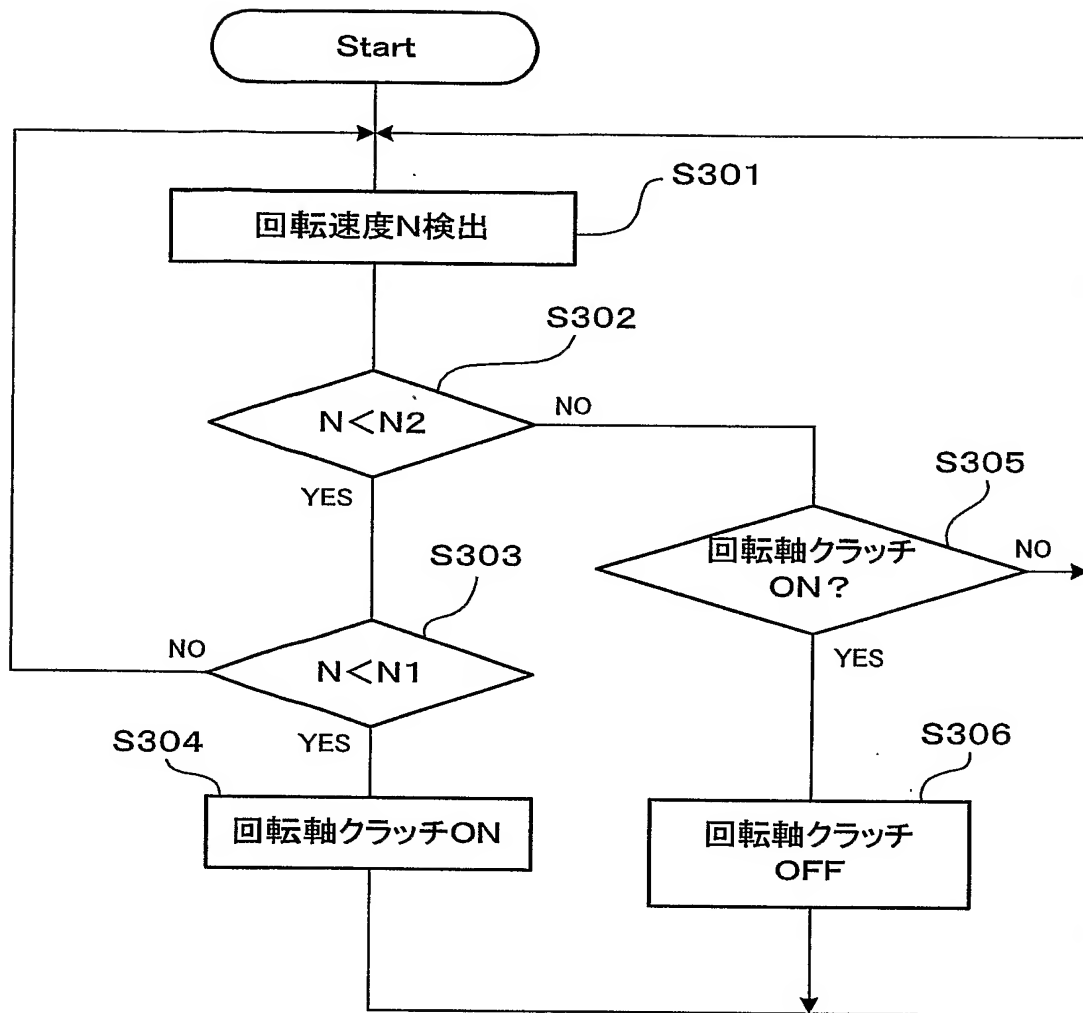 Start
S301
回転速度N検出
S302
N<N2
NO
YES
S305
回転軸クラッチ
ON?
NO
YES
S303
N<N1
NO
YES
S304
回転軸クラッチON
S306
回転軸クラッチ
OFF